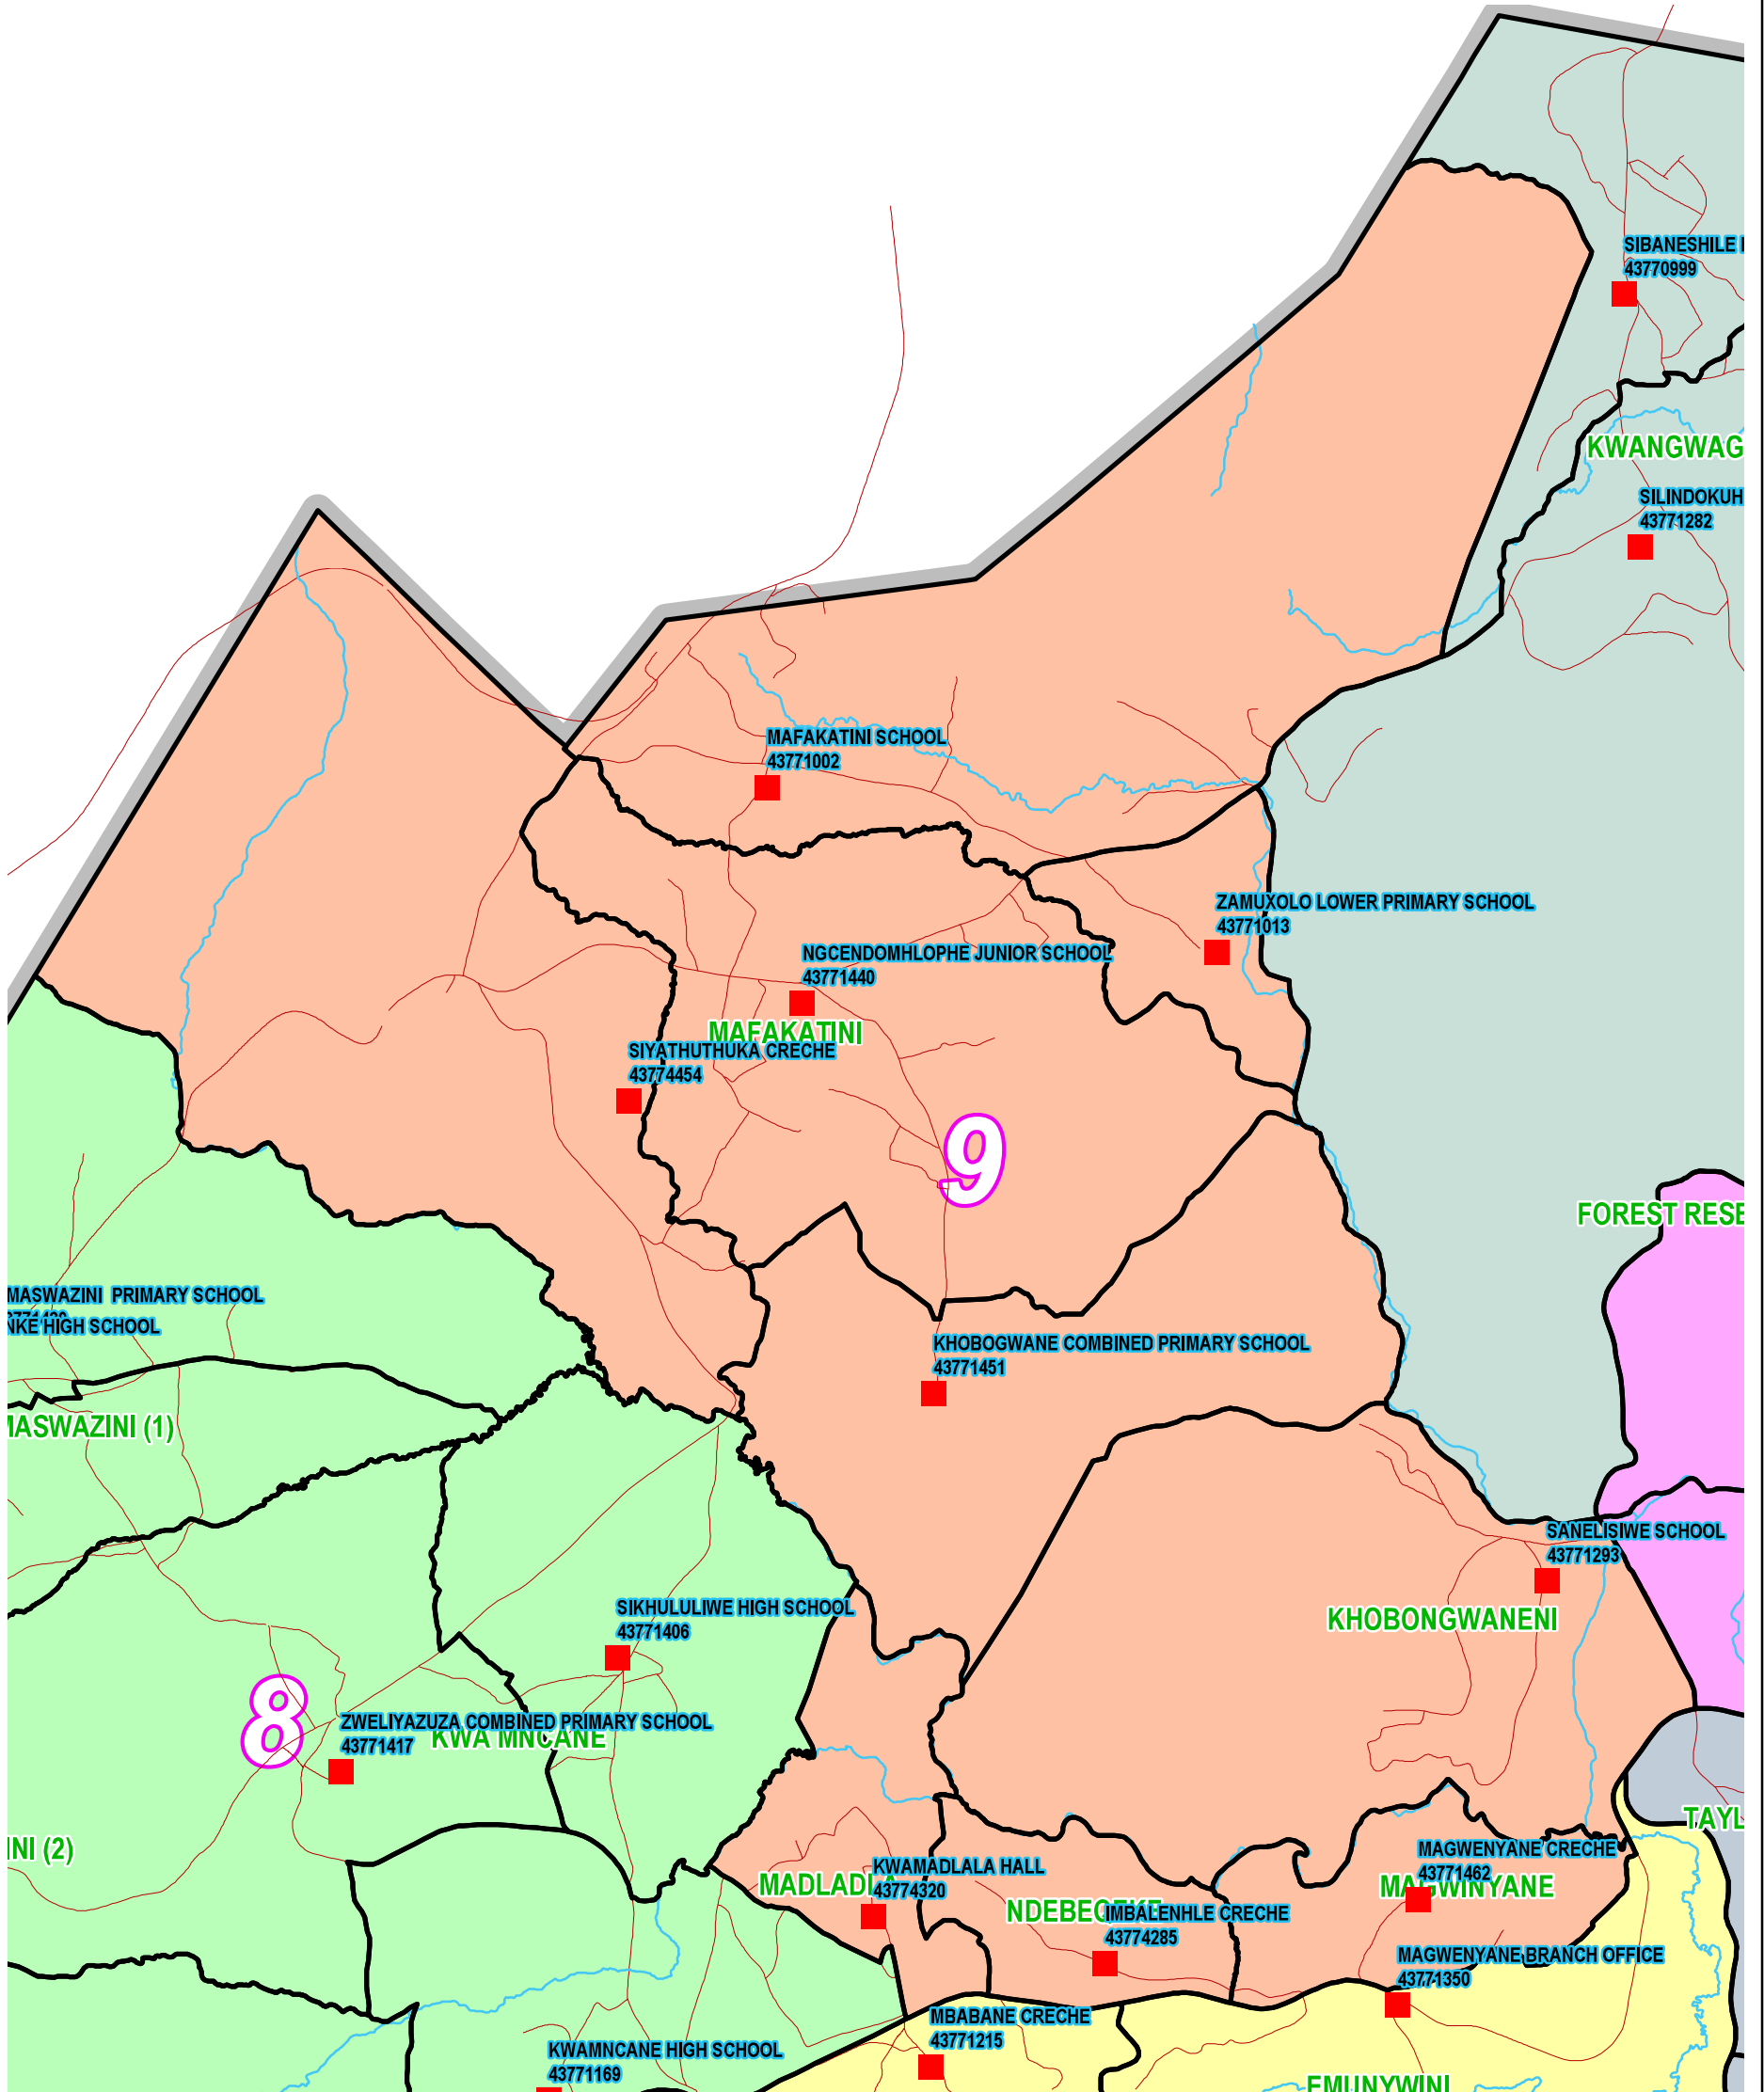 SIBANESHILE
43770999
KWANGWAG
SILINDOKUH
43771282
MAFAKATINI SCHOOL
43771002
ZAMUXOLO LOWER PRIMARY SCHOOL
43771013
NGCENDOMHLOPHE JUNIOR SCHOOL
43771440
MAFAKATINI
SIYATHUTHUKA CRECHE
43774454
9
FOREST RESE
MASWAZINI PRIMARY SCHOOL
NKE HIGH SCHOOL
KHOBOGWANE COMBINED PRIMARY SCHOOL
43771451
MASWAZINI (1)
SANELISIWE SCHOOL
43771293
SIKHULULIWE HIGH SCHOOL
43771406
KHOBONGWANENI
8
ZWELIYAZUZA COMBINED PRIMARY SCHOOL
43771417
KWA MNCANE
INI (2)
TAYL
MAGWENYANE CRECHE
43771462
MAGWINYANE
KWAMADLALA HALL
43774320
MADLADLA
NDEBEQEKE
IMBALENHLE CRECHE
43774285
MAGWENYANE BRANCH OFFICE
43771350
MBABANE CRECHE
43771215
KWAMNCANE HIGH SCHOOL
43771169
EMUNYWINI